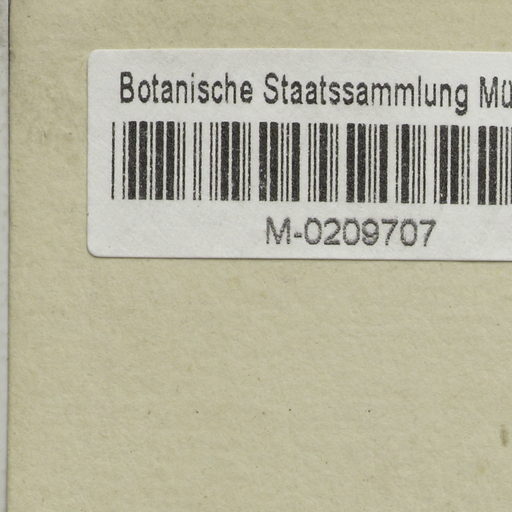 Botanische Staatssammlung Mü
M-0209707